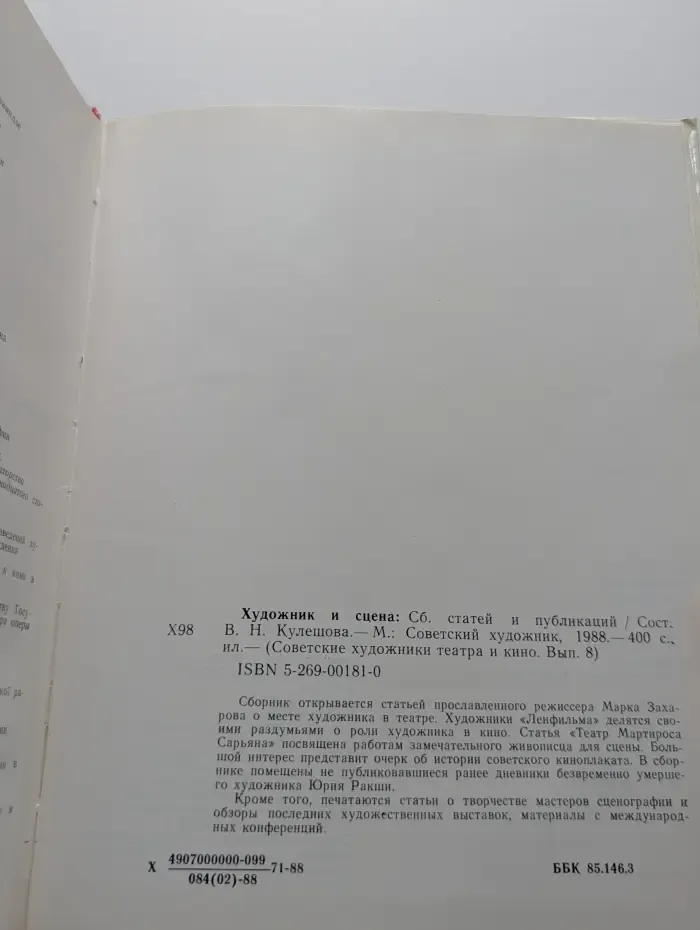 Художник и сцена: Сб. статей и публикаций / Сост.
Х98 В. Н. Кулешова.— М.: Советский художник, 1988.— 400 с.,
ил.— (Советские художники театра и кино. Вып. 8)
ISBN 5-269-00181-0
Сборник открывается статьей прославленного режиссера Марка Заха-
рова о месте художника в театре. Художники «Ленфильма» делятся сво-
ими раздумьями о роли художника в кино. Статья «Театр Мартироса
Сарьяна» посвящена работам замечательного живописца для сцены. Боль-
шой интерес представит очерк об истории советского киноплаката. В сбор-
нике помещены не публиковавшиеся ранее дневники безвременно умерше-
го художника Юрия Ракши.
Кроме того, печатаются статьи о творчестве мастеров сценографии и
обзоры последних художественных выставок, материалы с международ-
ных конференций.
Х 4907000000-099 71-88
084(02)-88
ББК 85.146.3